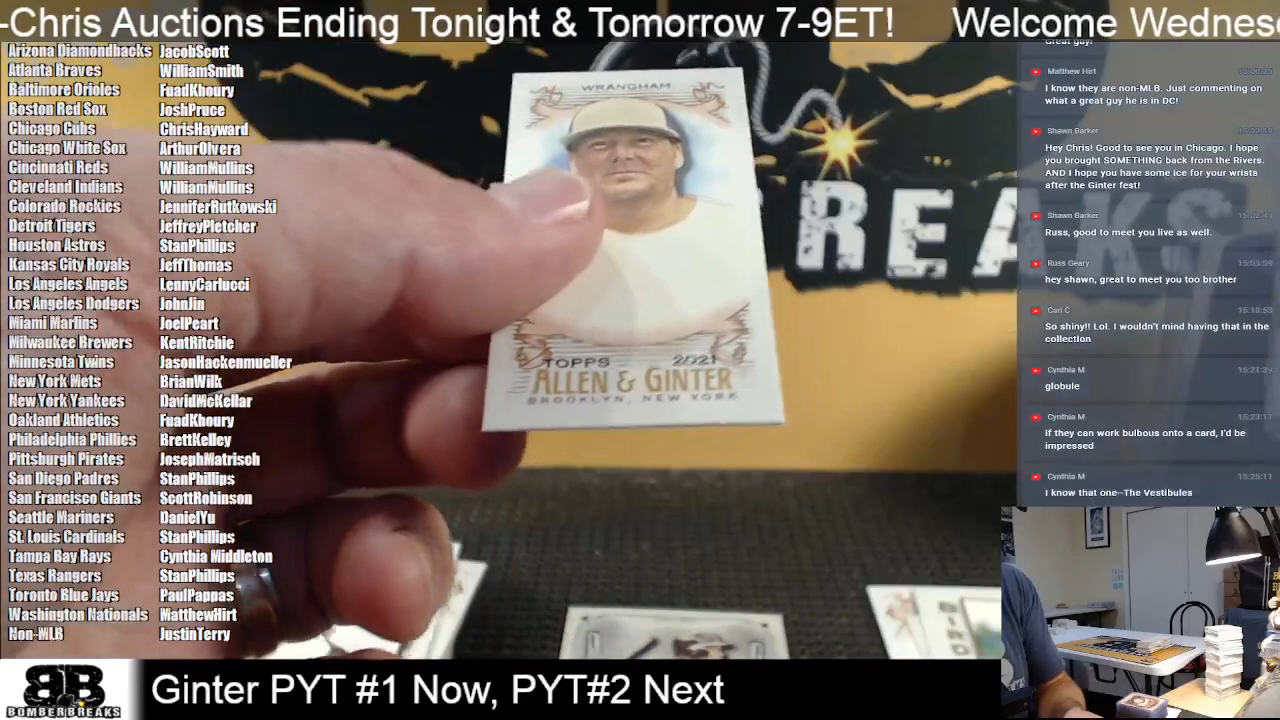 -Chris Auctions Ending Tonight & Tomorrow 7-9ET!
Welcome Wednes
Arizona Diamondbacks JacobScott
Atlanta Braves WilliamSmith
Baltimore Orioles FuadKhoury
Boston Red Sox JoshPruce
Chicago Cubs ChrisHayward
Chicago White Sox ArthurOlvera
Cincinnati Reds WilliamMullins
Cleveland Indians WilliamMullins
Colorado Rockies JenniferRutkowski
Detroit Tigers JeffreyPletcher
Houston Astros StanPhillips
Kansas City Royals JeffThomas
Los Angeles Angels LennyCarlucci
Los Angeles Dodgers JohnJin
Miami Marlins JoelPeart
Milwaukee Brewers KentRitchie
Minnesota Twins JasonHackenmueller
New York Mets BrianWilk
New York Yankees DavidMcKellar
Oakland Athletics FuadKhoury
Philadelphia Phillies BrettKelley
Pittsburgh Pirates JosephMatrisch
San Diego Padres StanPhillips
San Francisco Giants ScottRobinson
Seattle Mariners DanielYu
St. Louis Cardinals StanPhillips
Tampa Bay Rays Cynthia Middleton
Texas Rangers StanPhillips
Toronto Blue Jays PaulPappas
Washington Nationals MatthewHirt
Non-MLB JustinTerry
WRANGHAM
TOPPS 2021
ALLEN & GINTER
BROOKLYN, NEW YORK
REAKS
Great guy!
Matthew Hirt
I know they are non-MLB. Just commenting on
what a great guy he is in DC!
Shawn Barker
Hey Chris! Good to see you in Chicago. I hope
you brought SOMETHING back from the Rivers.
AND I hope you have some ice for your wrists
after the Ginter fest!
Shawn Barker
Russ, good to meet you live as well.
Russ Geary
hey shawn, great to meet you too brother
Carl C
So shiny!! Lol. I wouldn't mind having that in the
collection
Cynthia M
globule
Cynthia M
if they can work bulbous onto a card, I'd be
impressed
Cynthia M
I know that one—The Vestibules
BB
BOMBERBREAKS
Ginter PYT #1 Now, PYT#2 Next